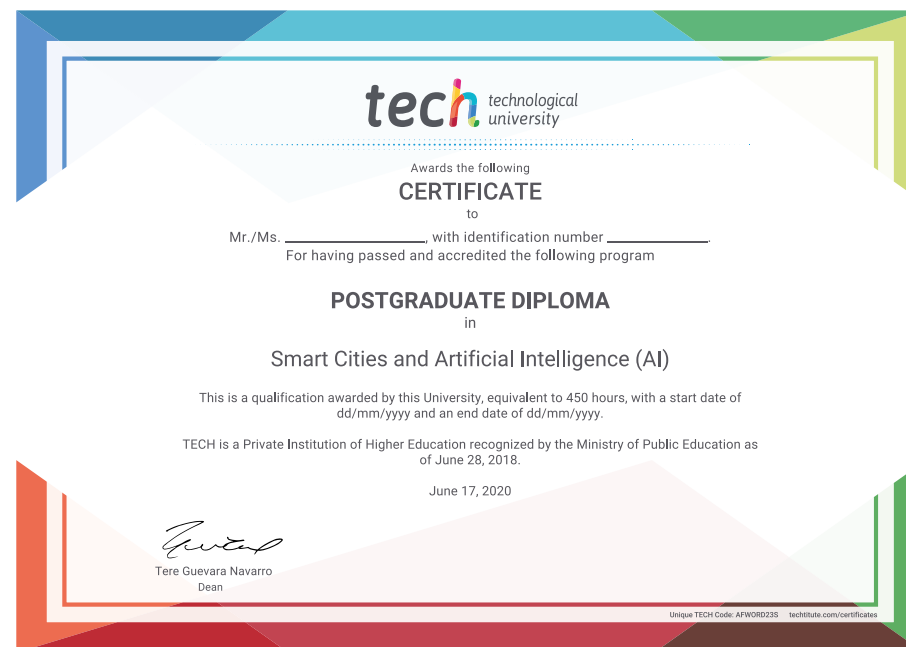 tech technological
university
Awards the following
CERTIFICATE
to
Mr./Ms. ____________________, with identification number ______________.
For having passed and accredited the following program
POSTGRADUATE DIPLOMA
in
Smart Cities and Artificial Intelligence (AI)
This is a qualification awarded by this University, equivalent to 450 hours, with a start date of
dd/mm/yyyy and an end date of dd/mm/yyyy.
TECH is a Private Institution of Higher Education recognized by the Ministry of Public Education as
of June 28, 2018.
June 17, 2020
Tere Guevara Navarro
Dean
Unique TECH Code: AFWORD23S techtitute.com/certificates